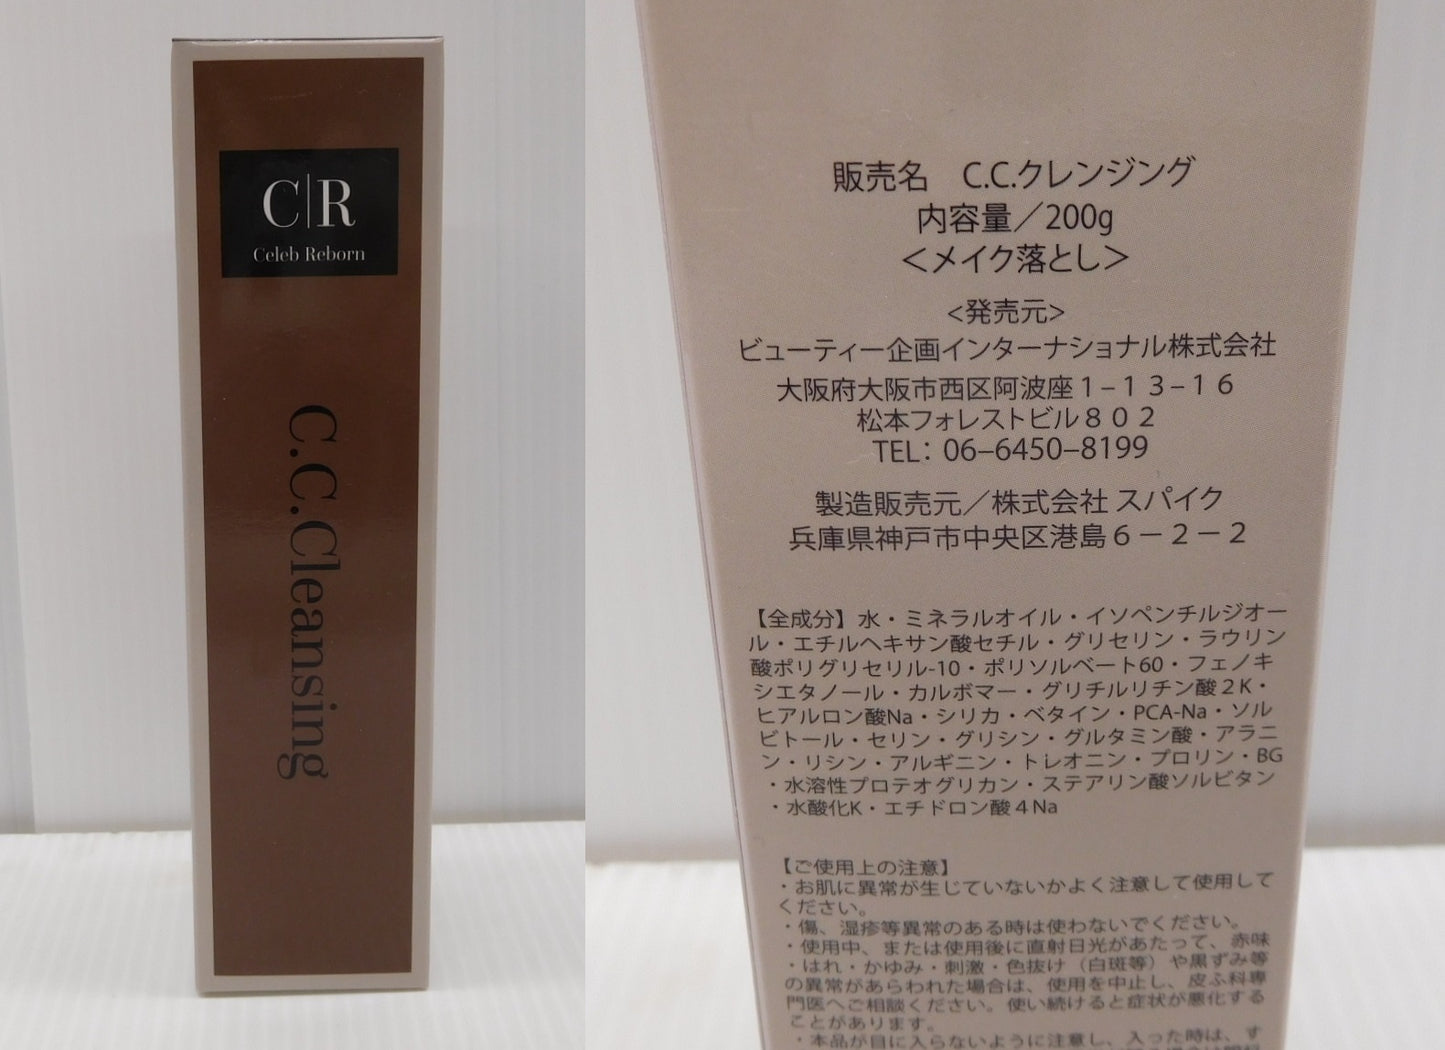 C|R
Celeb Reborn
C.C.Cleansing
販売名　C.C.クレンジング
内容量／200g
＜メイク落とし＞
<発売元>
ビューティー企画インターナショナル株式会社
大阪府大阪市西区阿波座１−１３−１６
松本フォレストビル８０２
TEL：06–6450–8199
製造販売元／株式会社 スパイク
兵庫県神戸市中央区港島６－２－２
【全成分】水・ミネラルオイル・イソペンチルジオー
ル・エチルヘキサン酸セチル・グリセリン・ラウリン
酸ポリグリセリル-10・ポリソルベート60・フェノキ
シエタノール・カルボマー・グリチルリチン酸２K・
ヒアルロン酸Na・シリカ・ベタイン・PCA-Na・ソル
ビトール・セリン・グリシン・グルタミン酸・アラニ
ン・リシン・アルギニン・トレオニン・プロリン・BG
・水溶性プロテオグリカン・ステアリン酸ソルビタン
・水酸化K・エチドロン酸４Na
【ご使用上の注意】
・お肌に異常が生じていないかよく注意して使用して
ください。
・傷、湿疹等異常のある時は使わないでください。
・使用中、または使用後に直射日光があたって、赤味
・はれ・かゆみ・刺激・色抜け（白斑等）や黒ずみ等
の異常があらわれた場合は、使用を中止し、皮ふ科専
門医へご相談ください。使い続けると症状が悪化する
ことがあります。
・本品が目に入らないように注意し、入った時は、す